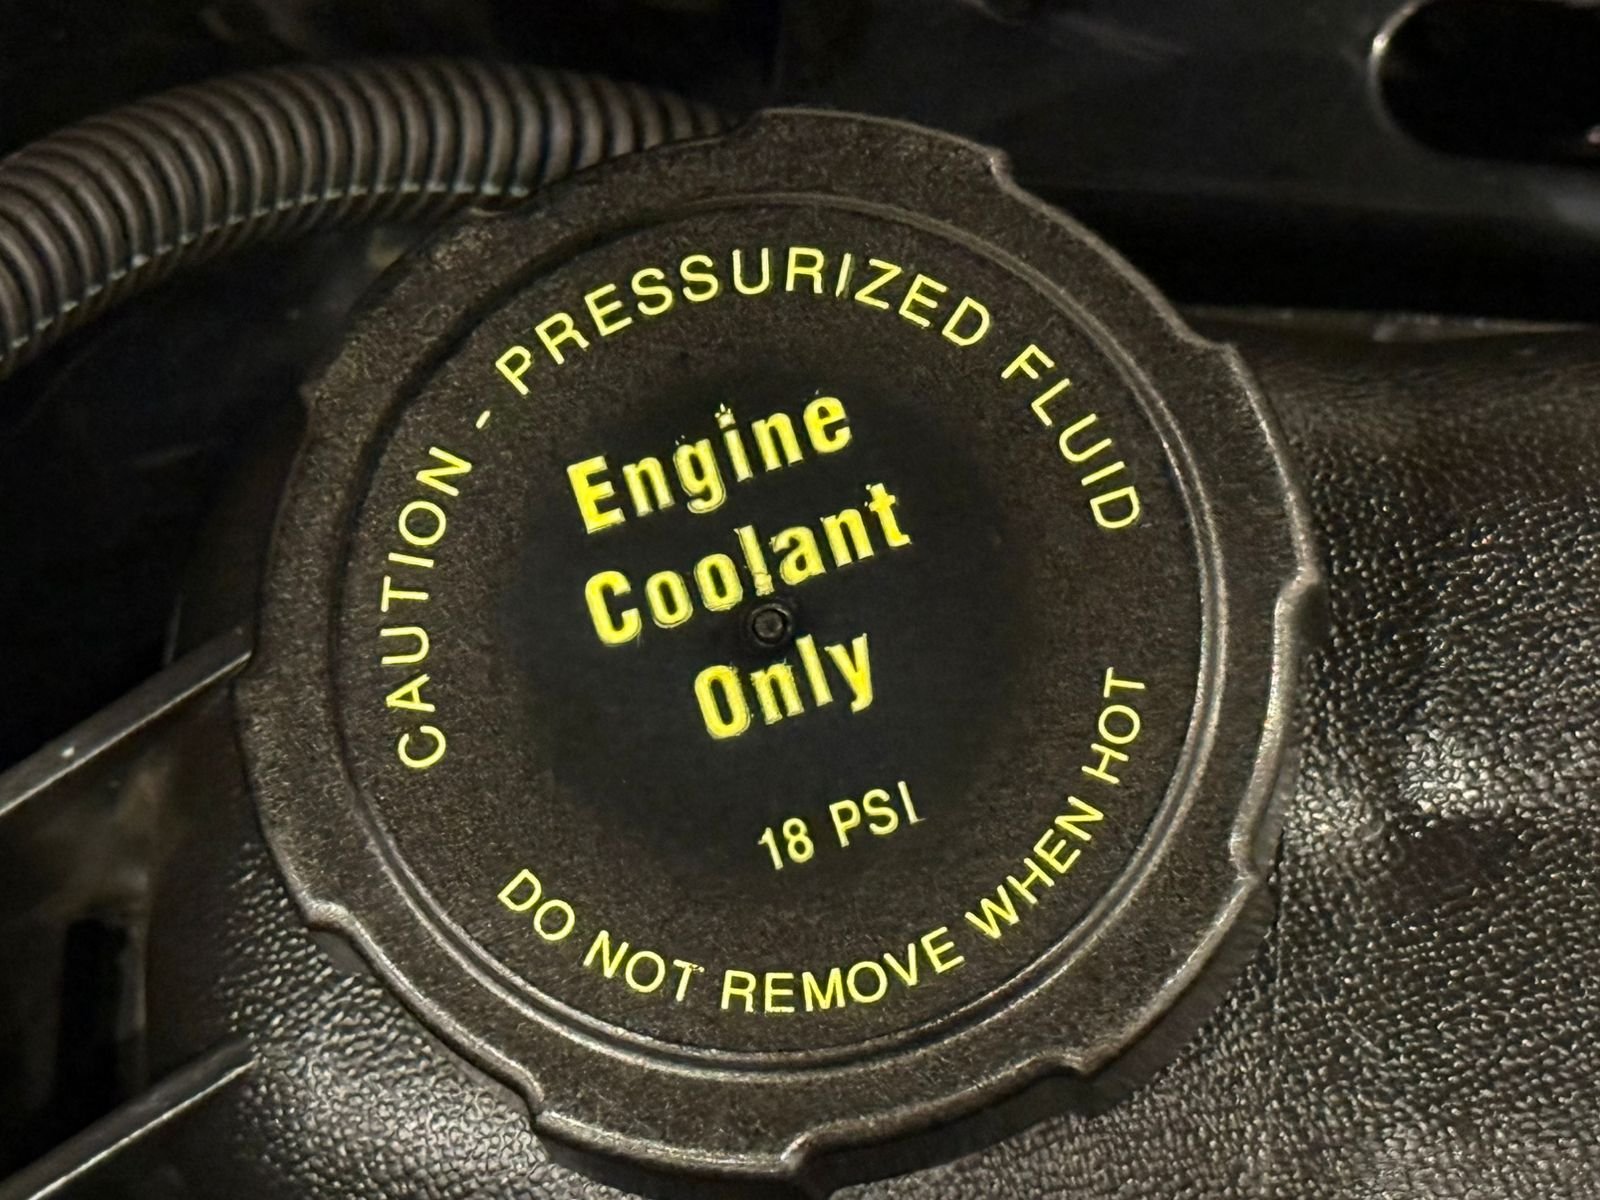 CAUTION - PRESSURIZED FLUID
Engine
Coolant
Only
18 PSI
DO NOT REMOVE WHEN HOT